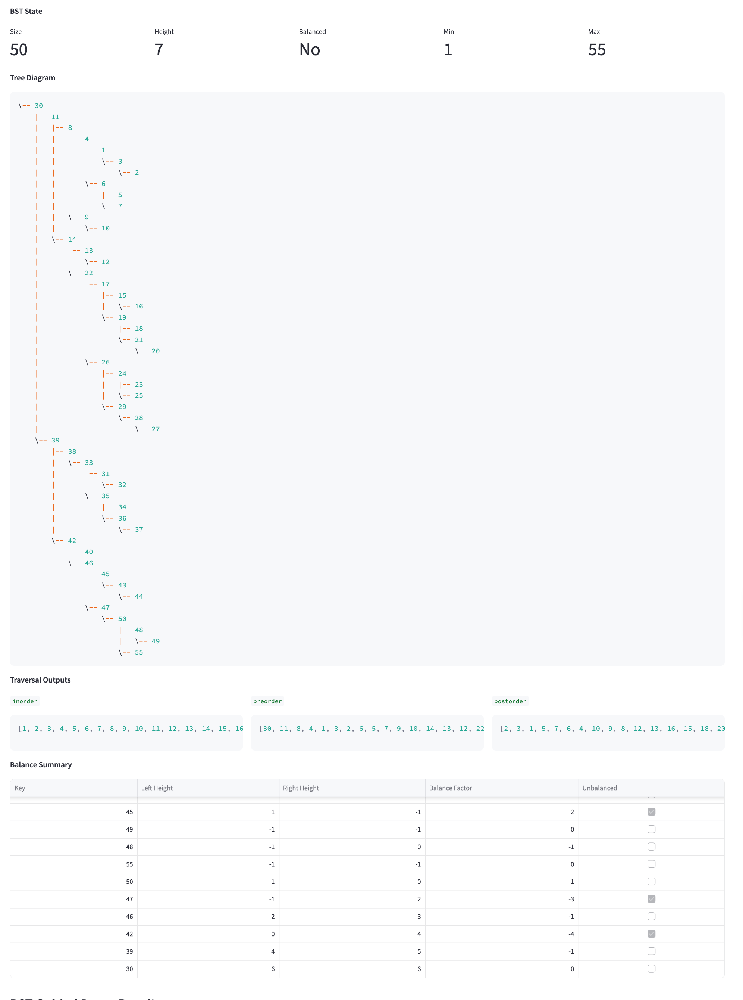 BST State
Size Height Balanced Min Max
50 7 No 1 55
Tree Diagram
\-- 30
    |-- 11
    |   |-- 8
    |   |   |-- 4
    |   |   |   |-- 1
    |   |   |   |   \-- 3
    |   |   |   |       \-- 2
    |   |   |   \-- 6
    |   |   |       |-- 5
    |   |   |       \-- 7
    |   |   \-- 9
    |   |       \-- 10
    |   \-- 14
    |       |-- 13
    |       |   \-- 12
    |       \-- 22
    |           |-- 17
    |           |   |-- 15
    |           |   |   \-- 16
    |           |   \-- 19
    |           |       |-- 18
    |           |       \-- 21
    |           |           \-- 20
    |           \-- 26
    |               |-- 24
    |               |   |-- 23
    |               |   \-- 25
    |               \-- 29
    |                   \-- 28
    |                       \-- 27
    \-- 39
        |-- 38
        |   \-- 33
        |       |-- 31
        |       |   \-- 32
        |       \-- 35
        |           |-- 34
        |           \-- 36
        |               \-- 37
        \-- 42
            |-- 40
            \-- 46
                |-- 45
                |   \-- 43
                |       \-- 44
                \-- 47
                    \-- 50
                        |-- 48
                        |   \-- 49
                        \-- 55
Traversal Outputs
inorder preorder postorder
[1, 2, 3, 4, 5, 6, 7, 8, 9, 10, 11, 12, 13, 14, 15, 16 [30, 11, 8, 4, 1, 3, 2, 6, 5, 7, 9, 10, 14, 13, 12, 22 [2, 3, 1, 5, 7, 6, 4, 10, 9, 8, 12, 13, 16, 15, 18, 20
Balance Summary
Key Left Height Right Height Balance Factor Unbalanced
45 1 -1 2
49 -1 -1 0
48 -1 0 -1
55 -1 -1 0
50 1 0 1
47 -1 2 -3
46 2 3 -1
42 0 4 -4
39 4 5 -1
30 6 6 0